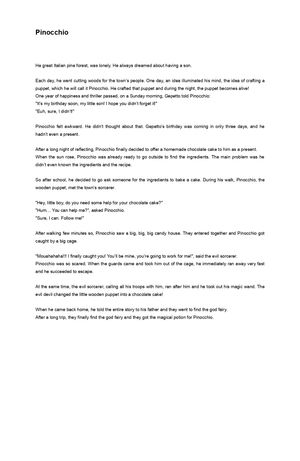 Pinocchio
He great Italian pine forest, was lonely. He always dreamed about having a son.
Each day, he went cutting woods for the town's people. One day, an idea illuminated his mind, the idea of crafting a
puppet, which he will call it Pinocchio. He crafted that puppet and during the night, the puppet becomes alive!
One year of happiness and thriller passed, on a Sunday morning, Gepetto told Pinocchio:
"It's my birthday soon, my little son! I hope you didn't forget it!"
"Euh, sure, I didn't!"
Pinocchio felt awkward. He didn't thought about that. Gepetto's birthday was coming in only three days, and he
hadn't even a present.
After a long night of reflecting, Pinocchio finally decided to offer a homemade chocolate cake to him as a present.
When the sun rose, Pinocchio was already ready to go outside to find the ingredients. The main problem was he
didn't even known the ingredients and the recipe.
So after school, he decided to go ask someone for the ingredients to bake a cake. During his walk, Pinocchio, the
wooden puppet, met the town's sorcerer.
"Hey, little boy, do you need some help for your chocolate cake?"
"Hum... You can help me?", asked Pinocchio.
"Sure, I can. Follow me!"
After walking few minutes so, Pinocchio saw a big, big, big candy house. They entered together and Pinocchio got
caught by a big cage.
"Mouahahaha!!! I finally caught you! You'll be mine, you're going to work for me!", said the evil sorcerer.
Pinocchio was so scared. When the guards came and took him out of the cage, he immediately ran away very fast
and he succeeded to escape.
At the same time, the evil sorcerer, calling all his troops with him, ran after him and he took out his magic wand. The
evil devil changed the little wooden puppet into a chocolate cake!
When he came back home, he told the entire story to his father and they went to find the god fairy.
After a long trip, they finally find the god fairy and they got the magical potion for Pinocchio.